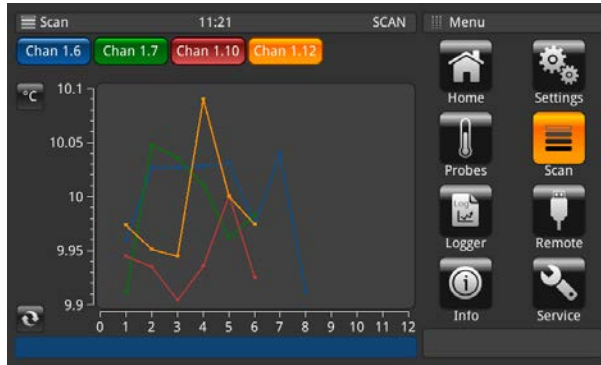 Scan 11:21 SCAN
Menu
Chan 1.6 Chan 1.7 Chan 1.10 Chan 1.12
°C
10.1
10.05
10
9.95
9.9
0 1 2 3 4 5 6 7 8 9 10 11 12
Home Settings
Probes Scan
Log
Logger Remote
Info Service